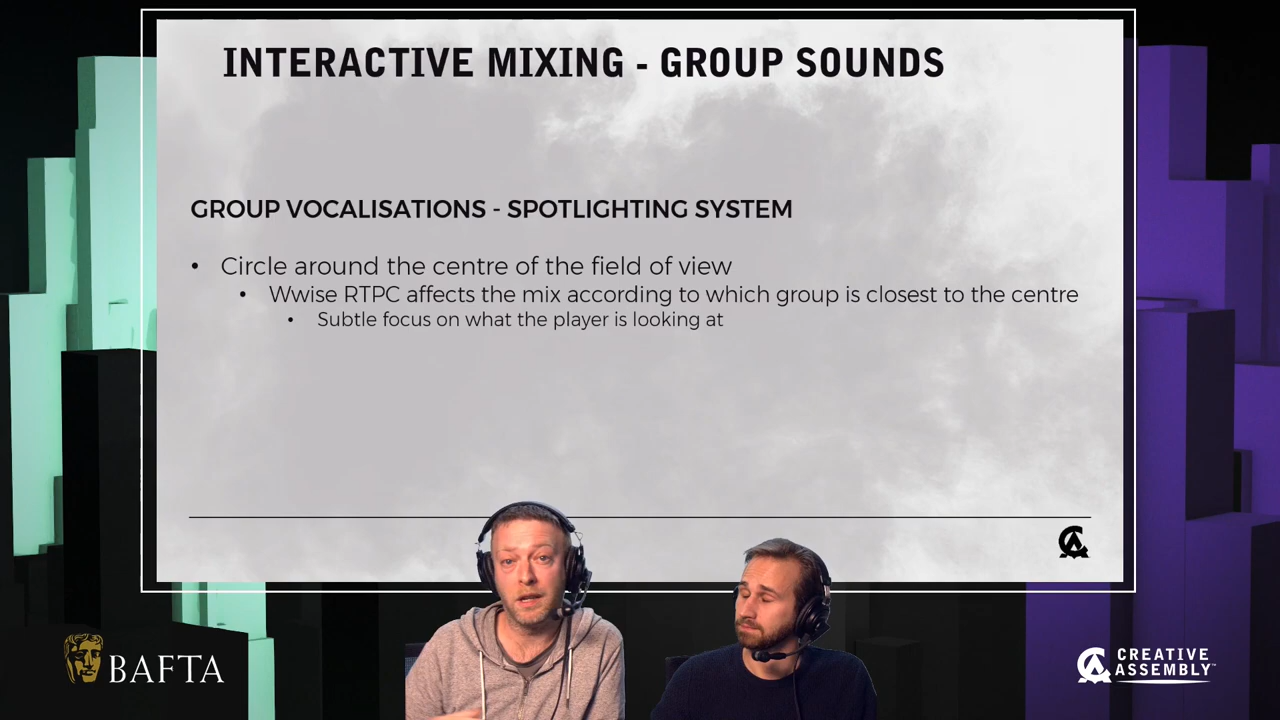 INTERACTIVE MIXING - GROUP SOUNDS
GROUP VOCALISATIONS - SPOTLIGHTING SYSTEM
• Circle around the centre of the field of view
• Wwise RTPC affects the mix according to which group is closest to the centre
• Subtle focus on what the player is looking at
BAFTA
CREATIVE
ASSEMBLY™